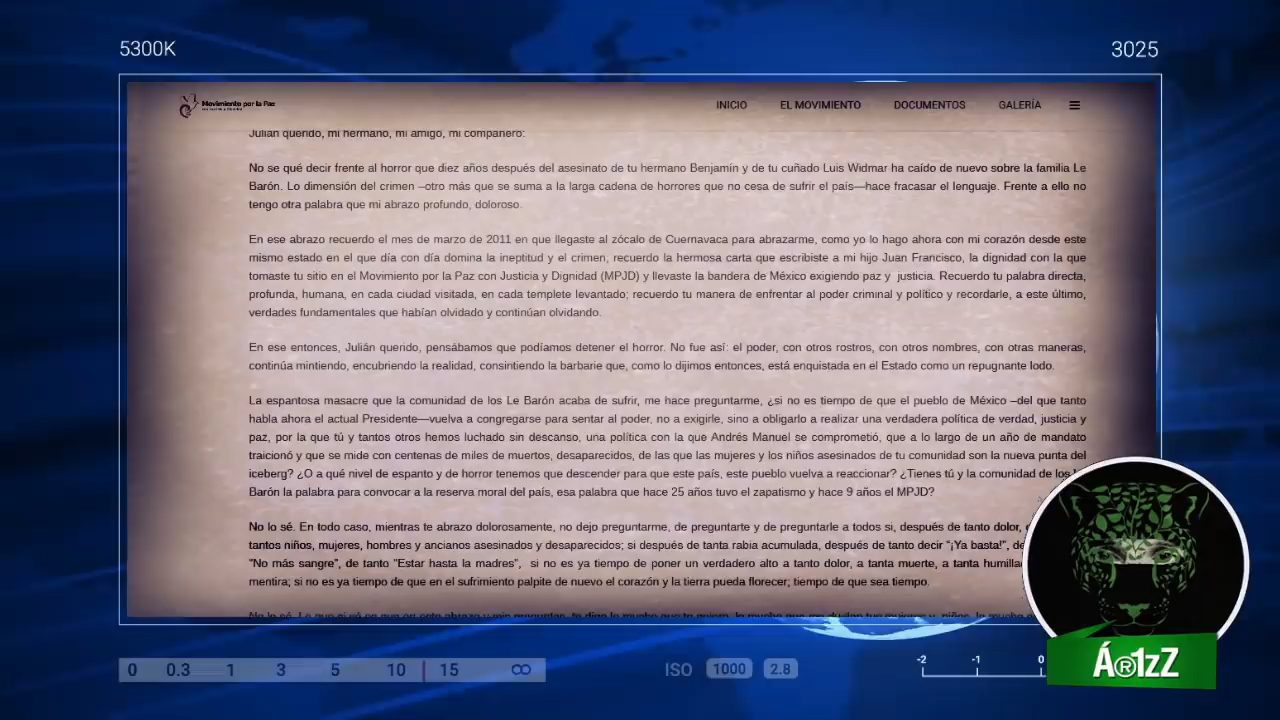 5300K
3025
Movimiento por la Paz
INICIO EL MOVIMIENTO DOCUMENTOS GALERÍA
Julián querido, mi hermano, mi amigo, mi compañero:
No se qué decir frente al horror que diez años después del asesinato de tu hermano Benjamín y de tu cuñado Luis Widmar ha caído de nuevo sobre la familia Le
Barón. Lo dimensión del crimen –otro más que se suma a la larga cadena de horrores que no cesa de sufrir el país—hace fracasar el lenguaje. Frente a ello no
tengo otra palabra que mi abrazo profundo, doloroso.
En ese abrazo recuerdo el mes de marzo de 2011 en que llegaste al zócalo de Cuernavaca para abrazarme, como yo lo hago ahora con mi corazón desde este
mismo estado en el que día con día domina la ineptitud y el crimen, recuerdo la hermosa carta que escribiste a mi hijo Juan Francisco, la dignidad con la que
tomaste tu sitio en el Movimiento por la Paz con Justicia y Dignidad (MPJD) y llevaste la bandera de México exigiendo paz y justicia. Recuerdo tu palabra directa,
profunda, humana, en cada ciudad visitada, en cada templete levantado; recuerdo tu manera de enfrentar al poder criminal y político y recordarle, a este último,
verdades fundamentales que habían olvidado y continúan olvidando.
En ese entonces, Julián querido, pensábamos que podíamos detener el horror. No fue así: el poder, con otros rostros, con otros nombres, con otras maneras,
continúa mintiendo, encubriendo la realidad, consintiendo la barbarie que, como lo dijimos entonces, está enquistada en el Estado como un repugnante lodo.
La espantosa masacre que la comunidad de los Le Barón acaba de sufrir, me hace preguntarme, ¿si no es tiempo de que el pueblo de México –del que tanto
habla ahora el actual Presidente—vuelva a congregarse para sentar al poder, no a exigirle, sino a obligarlo a realizar una verdadera política de verdad, justicia y
paz, por la que tú y tantos otros hemos luchado sin descanso, una política con la que Andrés Manuel se comprometió, que a lo largo de un año de mandato
traicionó y que se mide con centenas de miles de muertos, desaparecidos, de las que las mujeres y los niños asesinados de tu comunidad son la nueva punta del
iceberg? ¿O a qué nivel de espanto y de horror tenemos que descender para que este país, este pueblo vuelva a reaccionar? ¿Tienes tú y la comunidad de los
Barón la palabra para convocar a la reserva moral del país, esa palabra que hace 25 años tuvo el zapatismo y hace 9 años el MPJD?
No lo sé. En todo caso, mientras te abrazo dolorosamente, no dejo preguntarme, de preguntarte y de preguntarle a todos si, después de tanto dolor,
tantos niños, mujeres, hombres y ancianos asesinados y desaparecidos; si después de tanta rabia acumulada, después de tanto decir "¡Ya basta!", de
"No más sangre", de tanto "Estar hasta la madres", si no es ya tiempo de poner un verdadero alto a tanto dolor, a tanta muerte, a tanta humilla
mentira; si no es ya tiempo de que en el sufrimiento palpite de nuevo el corazón y la tierra pueda florecer; tiempo de que sea tiempo.
Á®1zZ
0 0.3 1 3 5 10 15 ∞ ISO 1000 2.8 -2 -1 0